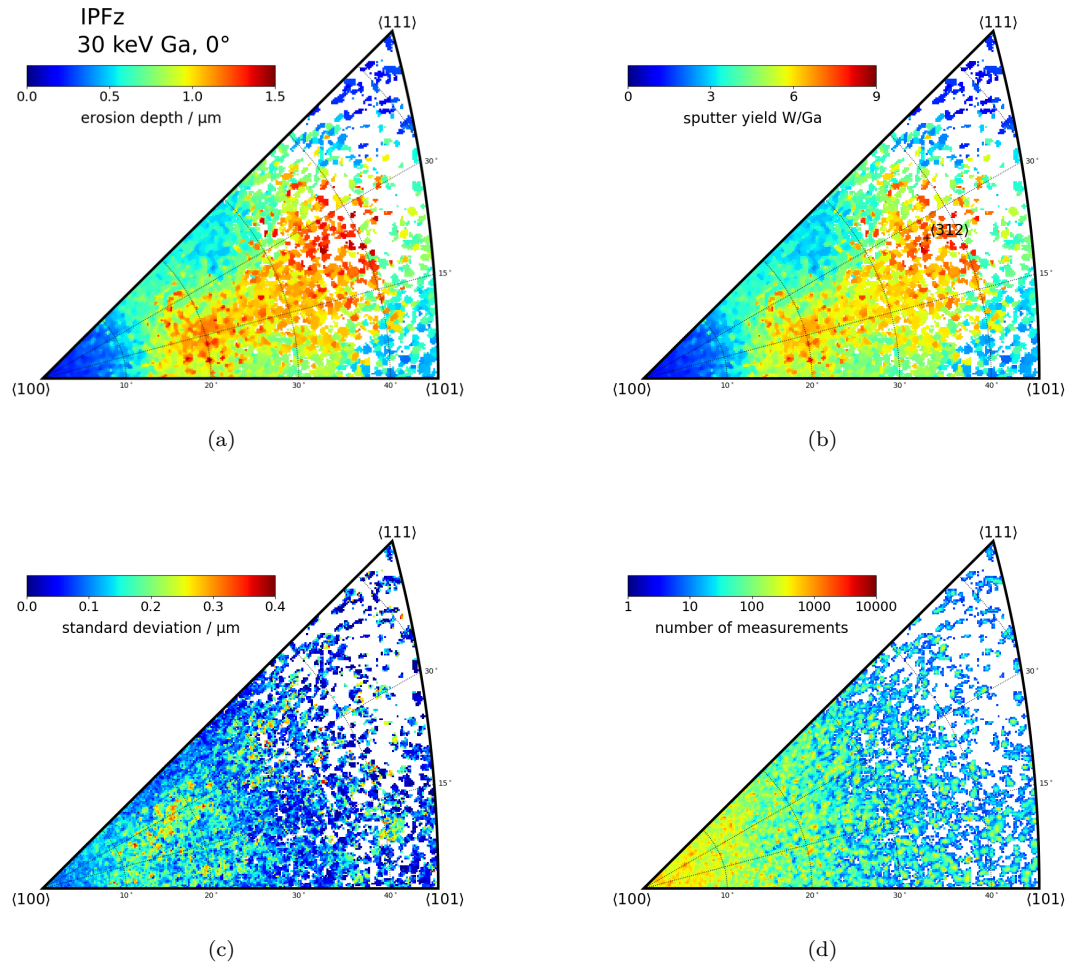 IPFz
30 keV Ga, 0°
0.0 0.5 1.0 1.5
erosion depth / μm
⟨111⟩
30°
15°
⟨100⟩ 10° 20° 30° 40° ⟨101⟩
(a)
0 3 6 9
sputter yield W/Ga
⟨111⟩
30°
⟨312⟩
15°
⟨100⟩ 10° 20° 30° 40° ⟨101⟩
(b)
0.0 0.1 0.2 0.3 0.4
standard deviation / μm
⟨111⟩
30°
15°
⟨100⟩ 10° 20° 30° 40° ⟨101⟩
(c)
1 10 100 1000 10000
number of measurements
⟨111⟩
30°
15°
⟨100⟩ 10° 20° 30° 40° ⟨101⟩
(d)